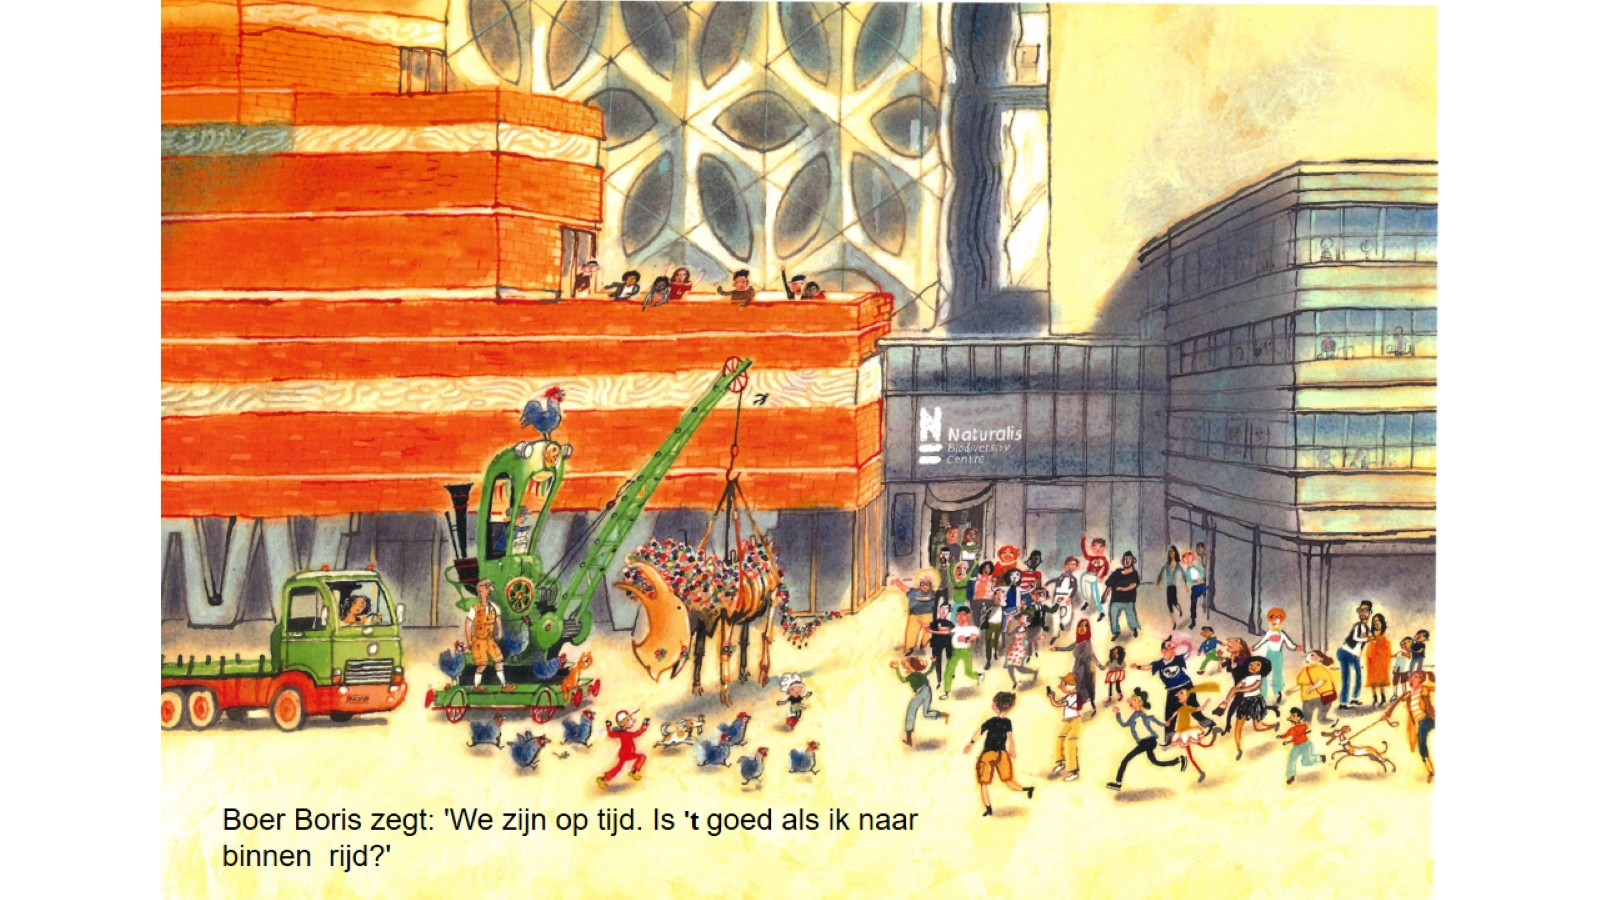 Naturalis
Biodiversity
Centre
Boer Boris zegt: 'We zijn op tijd. Is 't goed als ik naar
binnen  rijd?'